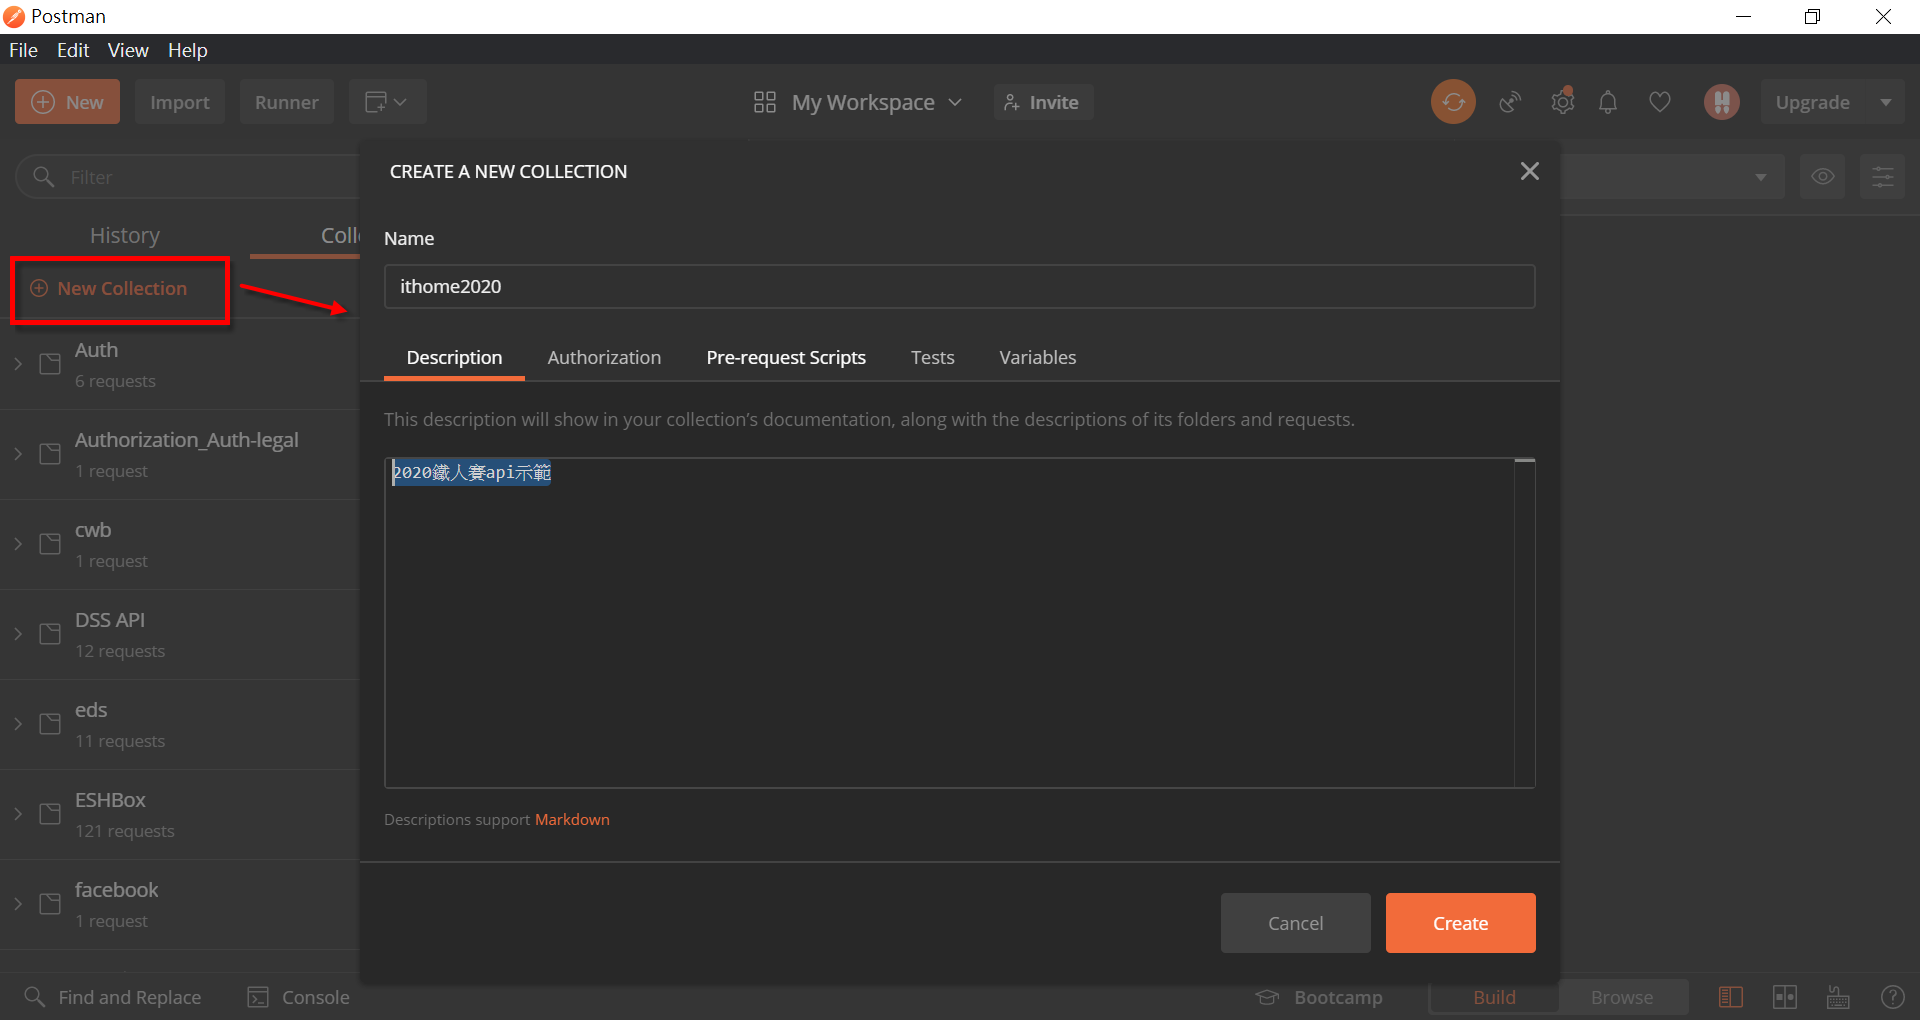 Postman
File Edit View Help
New Import Runner My Workspace Invite Upgrade
Filter
History Colle
New Collection
Auth
6 requests
Authorization_Auth-legal
1 request
cwb
1 request
DSS API
12 requests
eds
11 requests
ESHBox
121 requests
facebook
1 request
CREATE A NEW COLLECTION
Name
ithome2020
Description Authorization Pre-request Scripts Tests Variables
This description will show in your collection's documentation, along with the descriptions of its folders and requests.
2020鐵人賽api示範
Descriptions support Markdown
Cancel Create
Find and Replace Console Bootcamp Build Browse